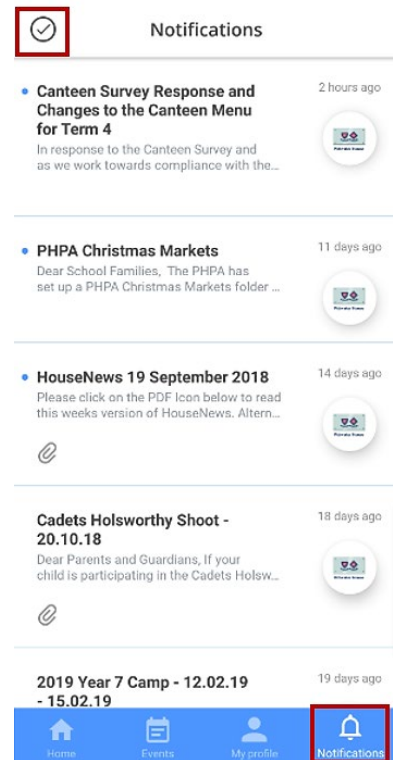 Notifications
Canteen Survey Response and
Changes to the Canteen Menu
for Term 4
2 hours ago
In response to the Canteen Survey and
as we work towards compliance with the...
PHPA Christmas Markets
11 days ago
Dear School Families, The PHPA has
set up a PHPA Christmas Markets folder ...
HouseNews 19 September 2018
14 days ago
Please click on the PDF Icon below to read
this weeks version of HouseNews. Altern...
Cadets Holsworthy Shoot -
20.10.18
18 days ago
Dear Parents and Guardians, If your
child is participating in the Cadets Holsw...
2019 Year 7 Camp - 12.02.19
- 15.02.19
19 days ago
Home
Events
My profile
Notifications